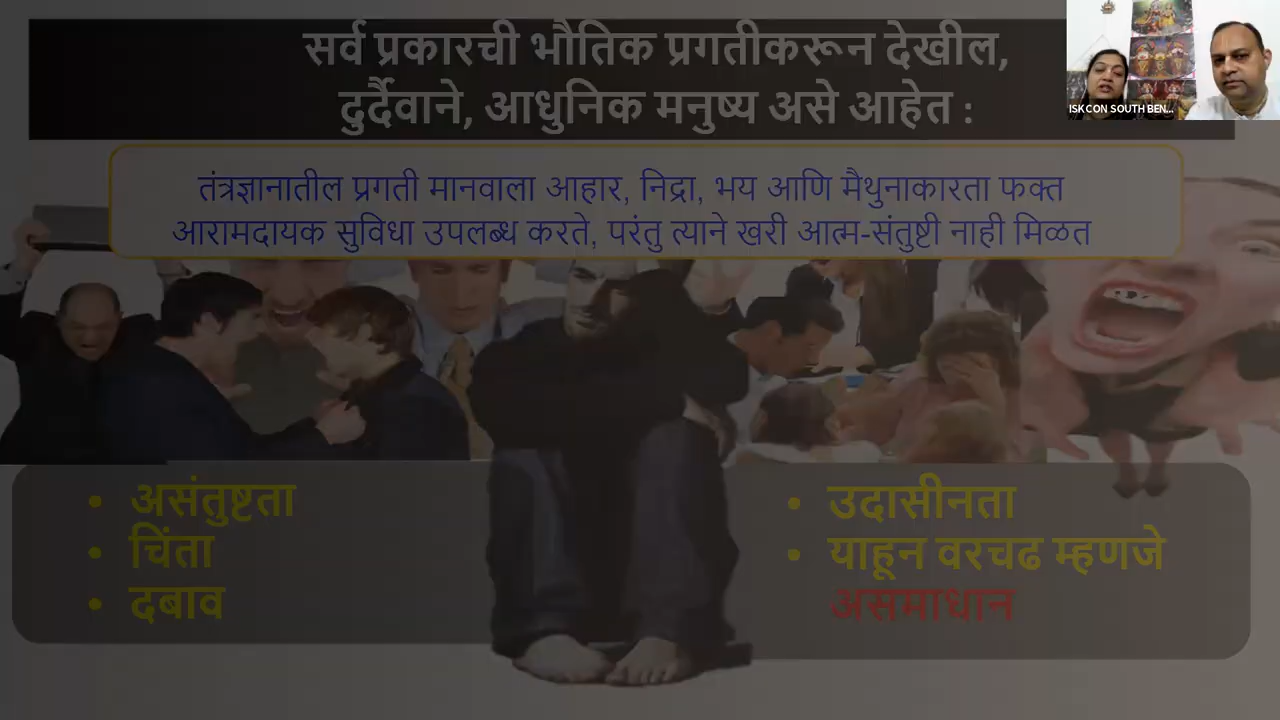 सर्व प्रकारची भौतिक प्रगतीकरून देखील,
दुर्दैवाने, आधुनिक मनुष्य असे आहेत :
ISKCON SOUTH BEN...
तंत्रज्ञानातील प्रगती मानवाला आहार, निद्रा, भय आणि मैथुनाकारता फक्त
आरामदायक सुविधा उपलब्ध करते, परंतु त्याने खरी आत्म-संतुष्टी नाही मिळत
• असंतुष्टता
• चिंता
• दबाव
• उदासीनता
• याहून वरचढ म्हणजे
असमाधान